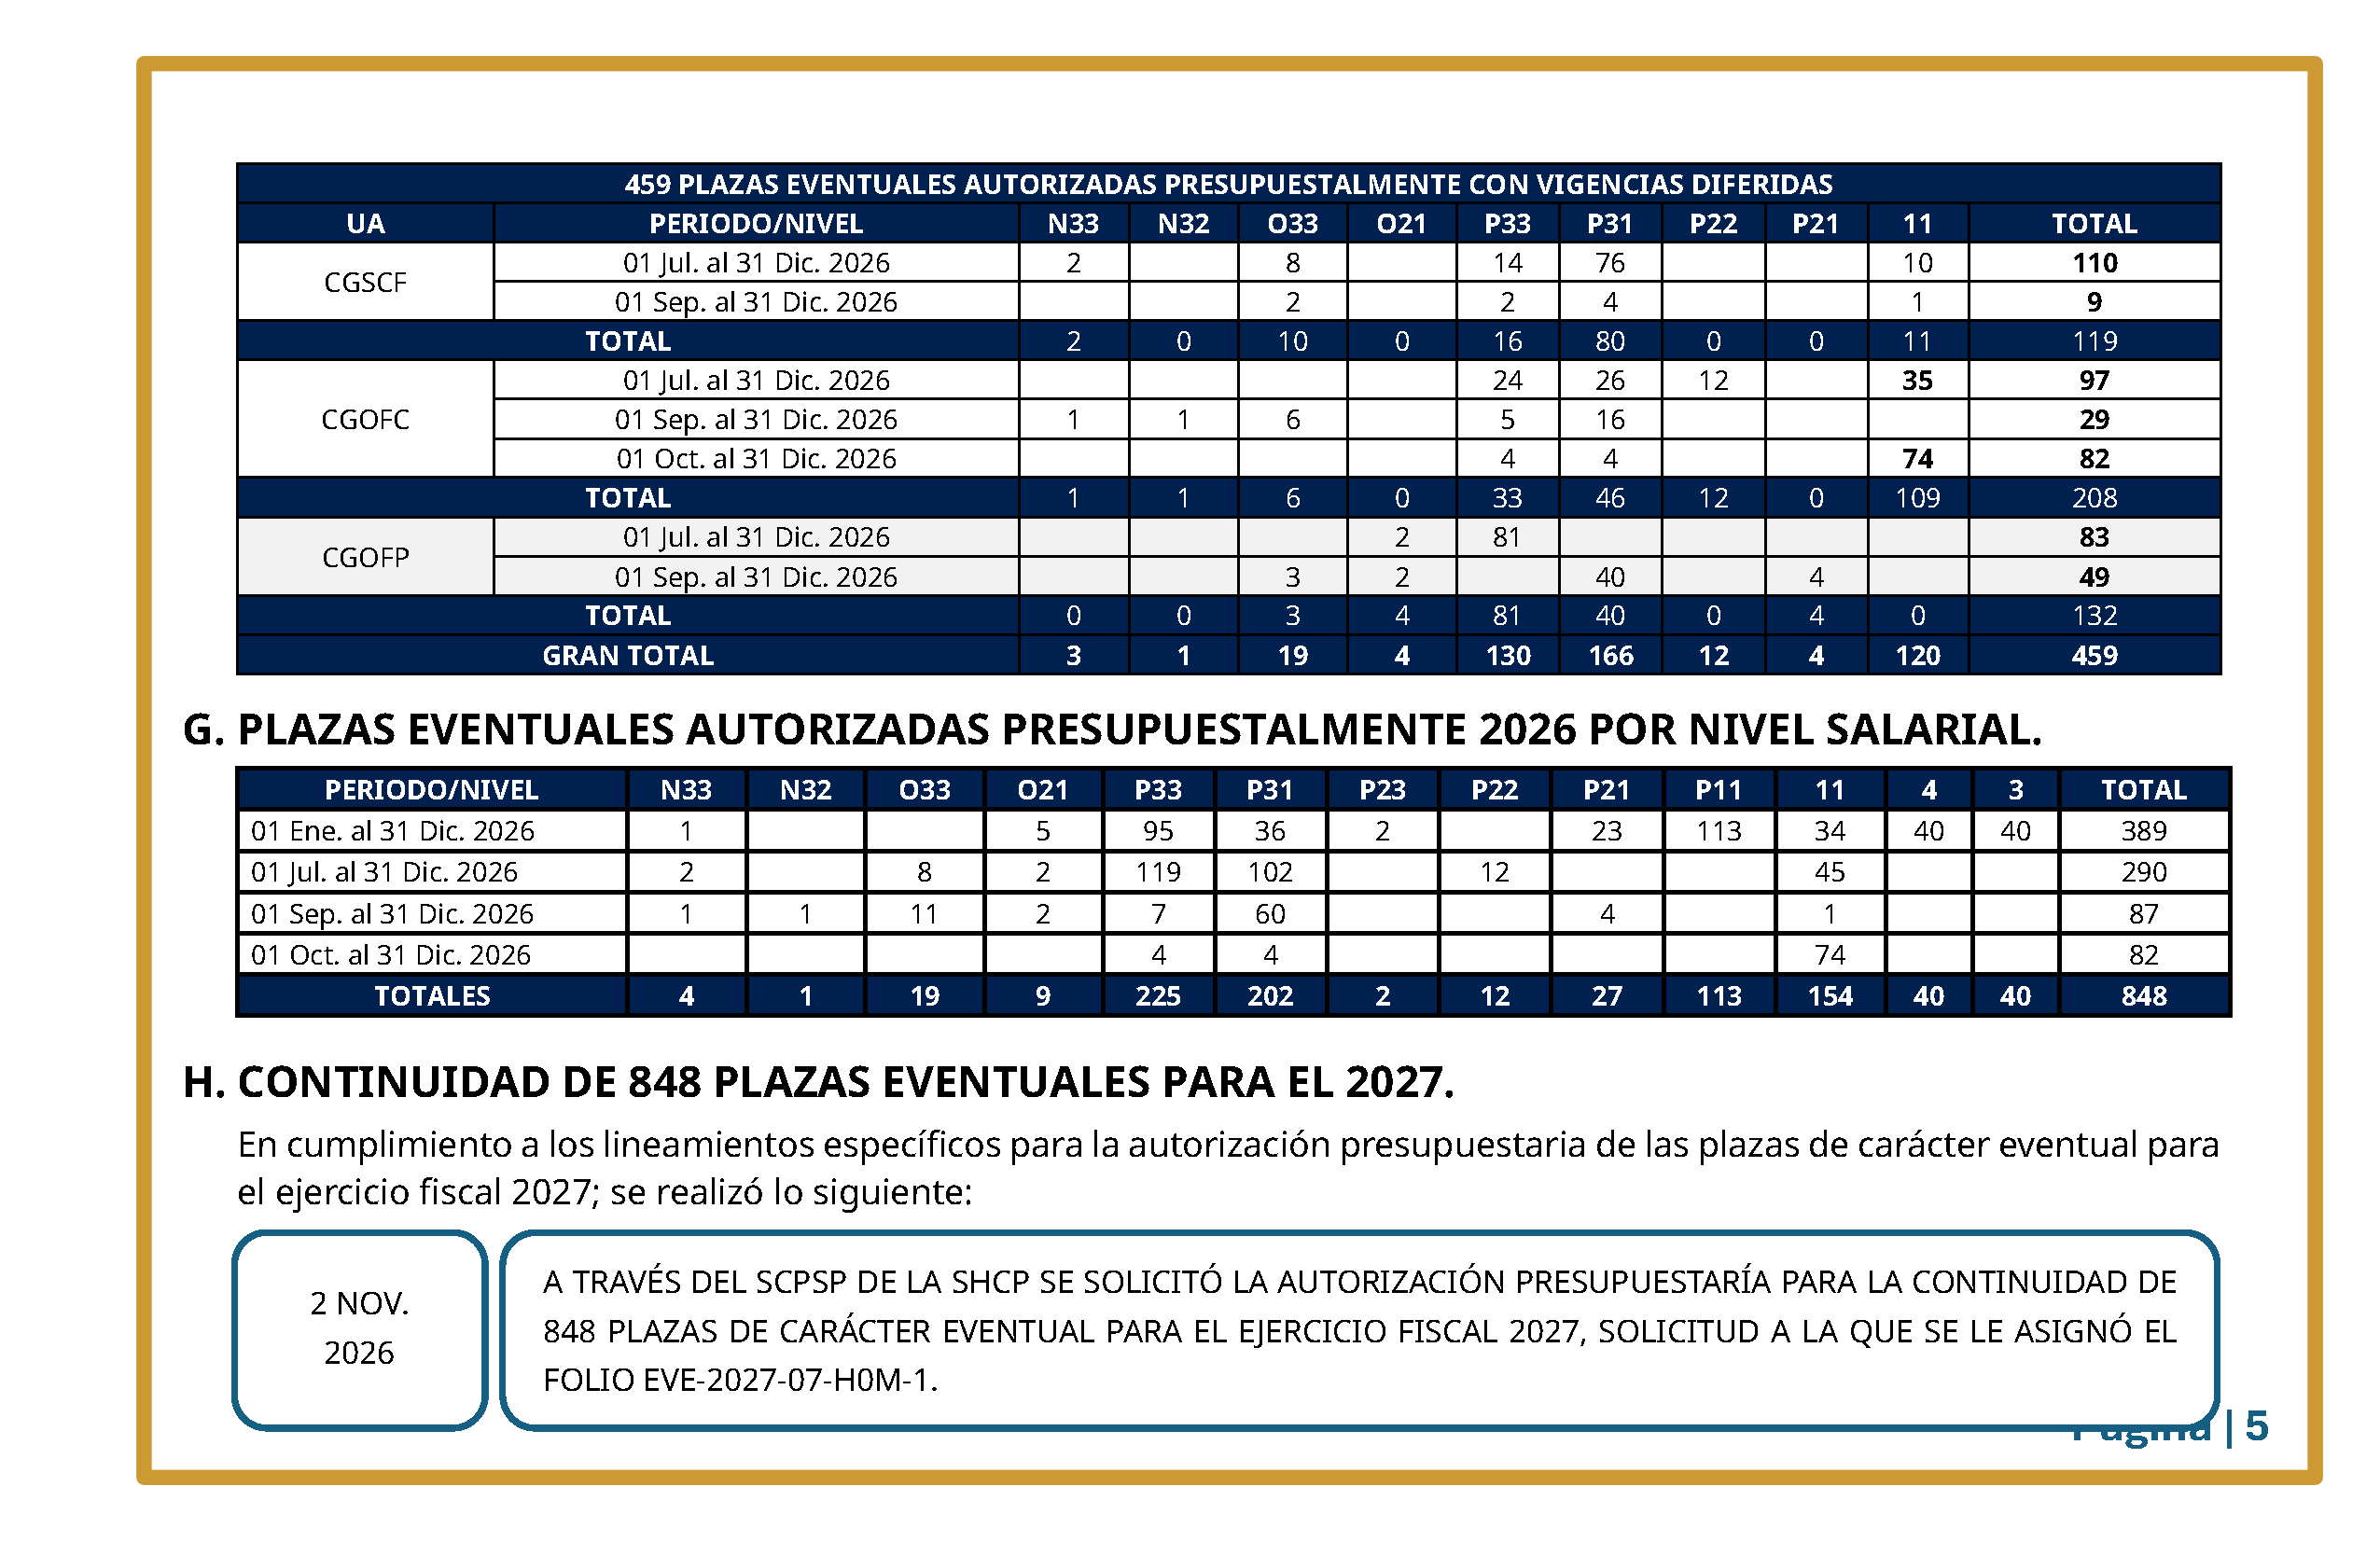 459 PLAZAS EVENTUALES AUTORIZADAS PRESUPUESTALMENTE CON VIGENCIAS DIFERIDAS
UA PERIODO/NIVEL N33 N32 O33 O21 P33 P31 P22 P21 11 TOTAL
CGSCF
01 Jul. al 31 Dic. 2026 2 8 14 76 10 110
01 Sep. al 31 Dic. 2026 2 2 4 1 9
TOTAL 2 0 10 0 16 80 0 0 11 119
CGOFC
01 Jul. al 31 Dic. 2026 24 26 12 35 97
01 Sep. al 31 Dic. 2026 1 1 6 5 16 29
01 Oct. al 31 Dic. 2026 4 4 74 82
TOTAL 1 1 6 0 33 46 12 0 109 208
CGOFP
01 Jul. al 31 Dic. 2026 2 81 83
01 Sep. al 31 Dic. 2026 3 2 40 4 49
TOTAL 0 0 3 4 81 40 0 4 0 132
GRAN TOTAL 3 1 19 4 130 166 12 4 120 459
G. PLAZAS EVENTUALES AUTORIZADAS PRESUPUESTALMENTE 2026 POR NIVEL SALARIAL.
PERIODO/NIVEL N33 N32 O33 O21 P33 P31 P23 P22 P21 P11 11 4 3 TOTAL
01 Ene. al 31 Dic. 2026 1 5 95 36 2 23 113 34 40 40 389
01 Jul. al 31 Dic. 2026 2 8 2 119 102 12 45 290
01 Sep. al 31 Dic. 2026 1 1 11 2 7 60 4 1 87
01 Oct. al 31 Dic. 2026 4 4 74 82
TOTALES 4 1 19 9 225 202 2 12 27 113 154 40 40 848
H. CONTINUIDAD DE 848 PLAZAS EVENTUALES PARA EL 2027.
En cumplimiento a los lineamientos específicos para la autorización presupuestaria de las plazas de carácter eventual para
el ejercicio fiscal 2027; se realizó lo siguiente:
2 NOV.
2026
A TRAVÉS DEL SCPSP DE LA SHCP SE SOLICITÓ LA AUTORIZACIÓN PRESUPUESTARÍA PARA LA CONTINUIDAD DE
848 PLAZAS DE CARÁCTER EVENTUAL PARA EL EJERCICIO FISCAL 2027, SOLICITUD A LA QUE SE LE ASIGNÓ EL
FOLIO EVE-2027-07-H0M-1.
Página | 5